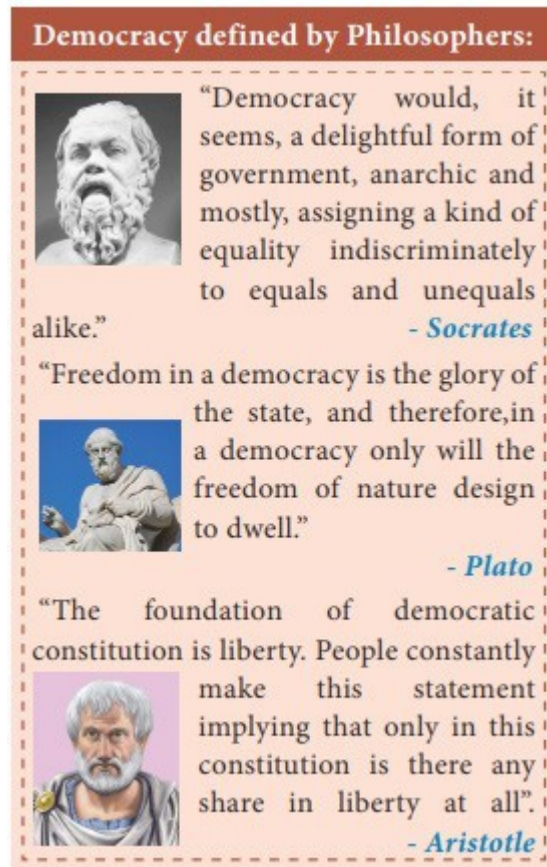 Democracy defined by Philosophers:
“Democracy would, it
seems, a delightful form of
government, anarchic and
mostly, assigning a kind of
equality indiscriminately
to equals and unequals
alike.” - Socrates
“Freedom in a democracy is the glory of
the state, and therefore,in
a democracy only will the
freedom of nature design
to dwell.”
- Plato
“The foundation of democratic
constitution is liberty. People constantly
make this statement
implying that only in this
constitution is there any
share in liberty at all”.
- Aristotle